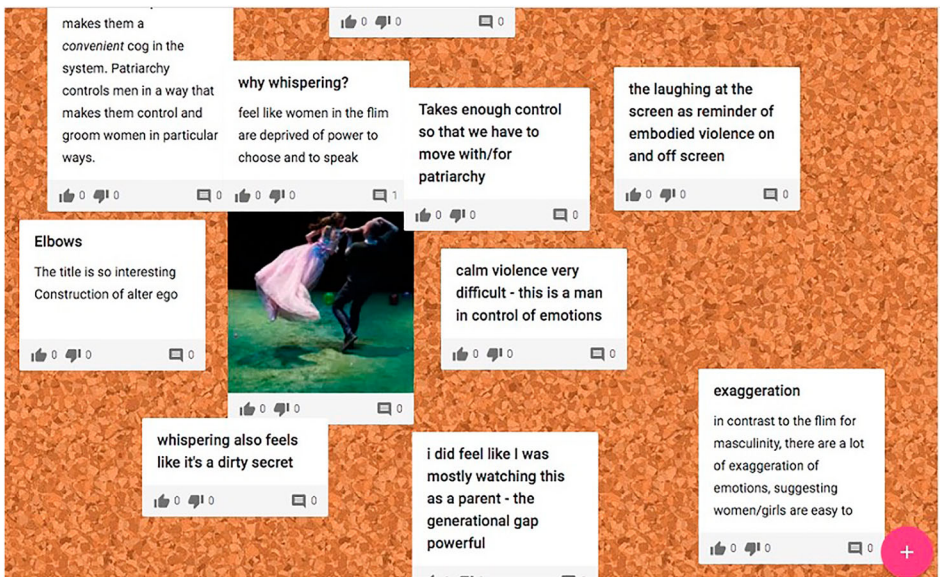 makes them a
convenient cog in the
system. Patriarchy
controls men in a way that
makes them control and
groom women in particular
ways.
0 0 0
0 0 0
why whispering?
feel like women in the flim
are deprived of power to
choose and to speak
0 0 1
Takes enough control
so that we have to
move with/for
patriarchy
0 0 0
the laughing at the
screen as reminder of
embodied violence on
and off screen
0 0 0
Elbows
The title is so interesting
Construction of alter ego
0 0 0
0 0 0
calm violence very
difficult - this is a man
in control of emotions
0 0 0
whispering also feels
like it's a dirty secret
0 0 0
i did feel like I was
mostly watching this
as a parent - the
generational gap
powerful
exaggeration
in contrast to the flim for
masculinity, there are a lot
of exaggeration of
emotions, suggesting
women/girls are easy to
0 0 0
+